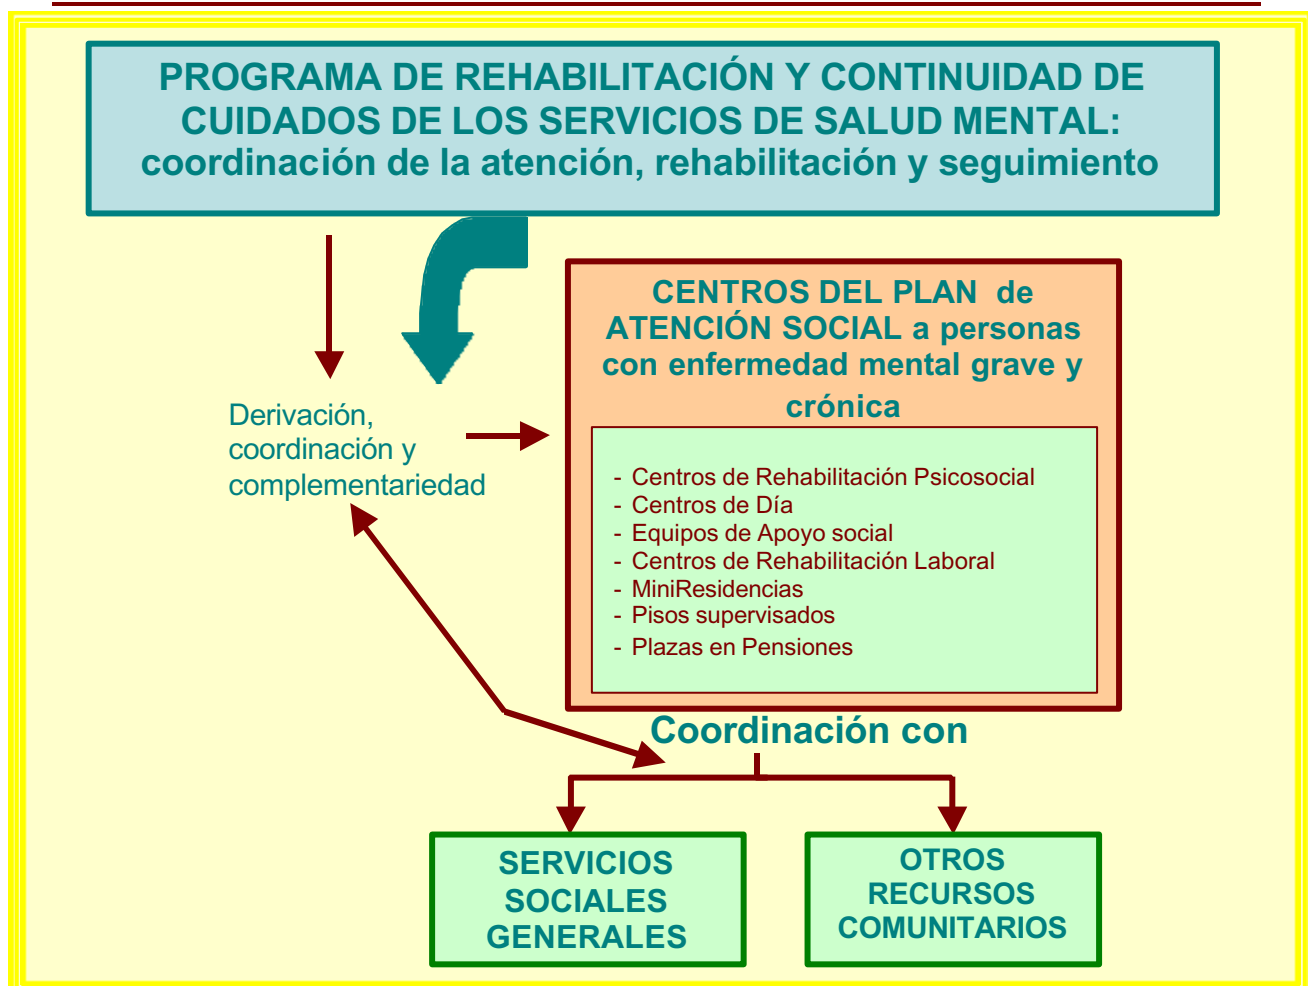 PROGRAMA DE REHABILITACIÓN Y CONTINUIDAD DE
CUIDADOS DE LOS SERVICIOS DE SALUD MENTAL:
coordinación de la atención, rehabilitación y seguimiento
CENTROS DEL PLAN de
ATENCIÓN SOCIAL a personas
con enfermedad mental grave y
crónica
Derivación,
coordinación y
complementariedad
- Centros de Rehabilitación Psicosocial
- Centros de Día
- Equipos de Apoyo social
- Centros de Rehabilitación Laboral
- MiniResidencias
- Pisos supervisados
- Plazas en Pensiones
Coordinación con
SERVICIOS
SOCIALES
GENERALES
OTROS
RECURSOS
COMUNITARIOS